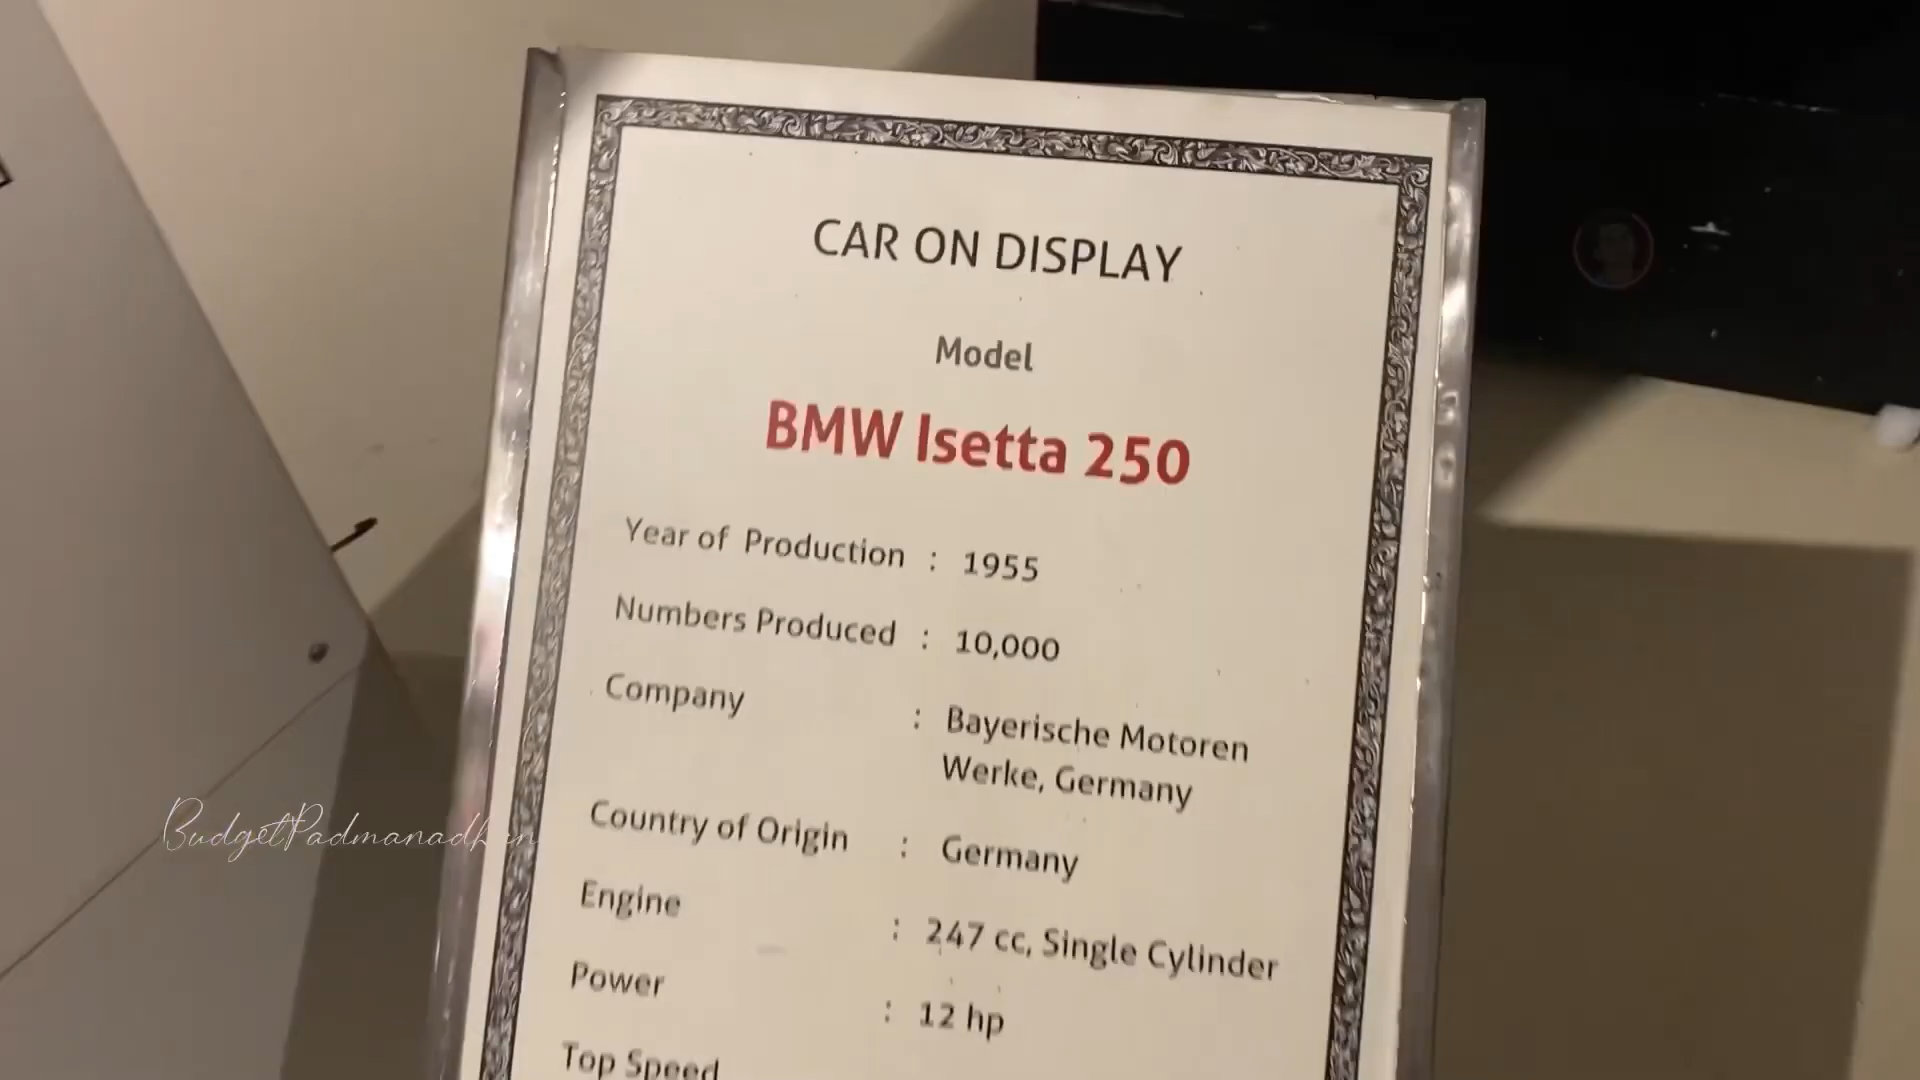 CAR ON DISPLAY
Model
BMW Isetta 250
Year of Production : 1955
Numbers Produced : 10,000
Company : Bayerische Motoren
Werke, Germany
Country of Origin : Germany
Engine : 247 cc, Single Cylinder
Power : 12 hp
Top Speed
BudgetPadmanadhan